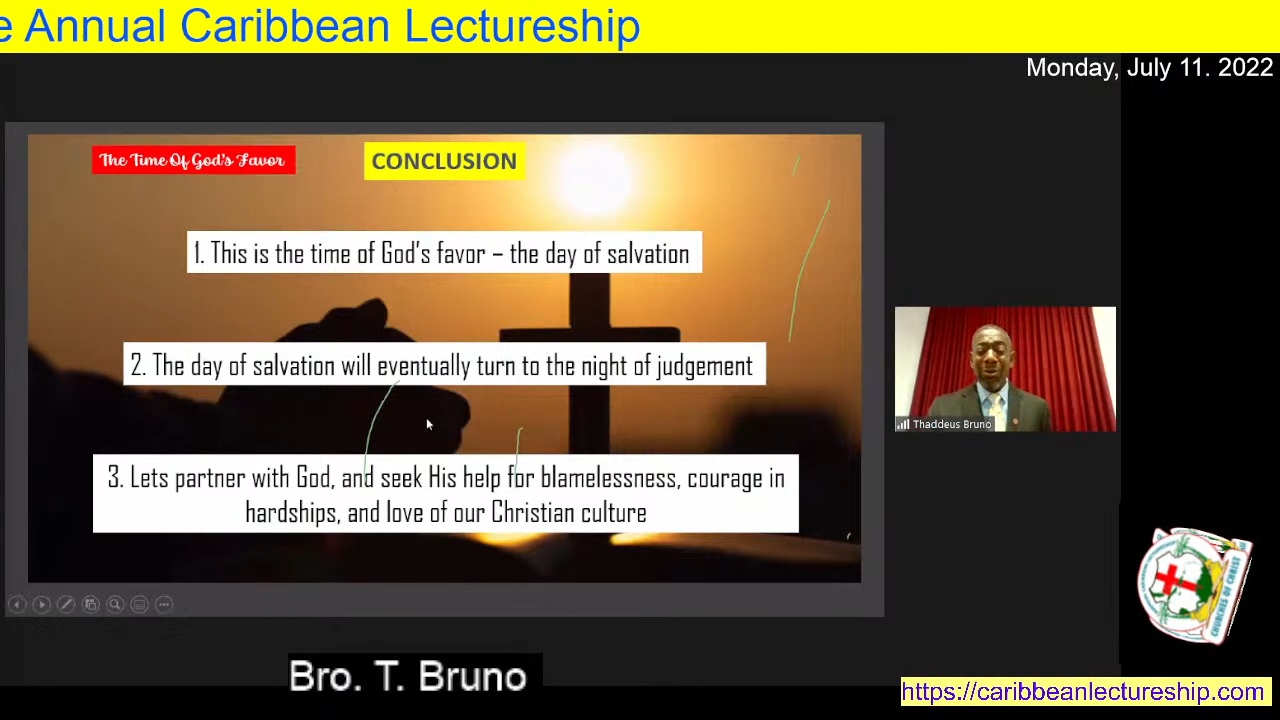 e Annual Caribbean Lectureship
Monday, July 11. 2022
The Time Of God's Favor
CONCLUSION
1. This is the time of God's favor – the day of salvation
2. The day of salvation will eventually turn to the night of judgement
3. Lets partner with God, and seek His help for blamelessness, courage in
hardships, and love of our Christian culture
Thaddeus Bruno
CHURCHES OF CHRIST
Bro. T. Bruno
https://caribbeanlectureship.com